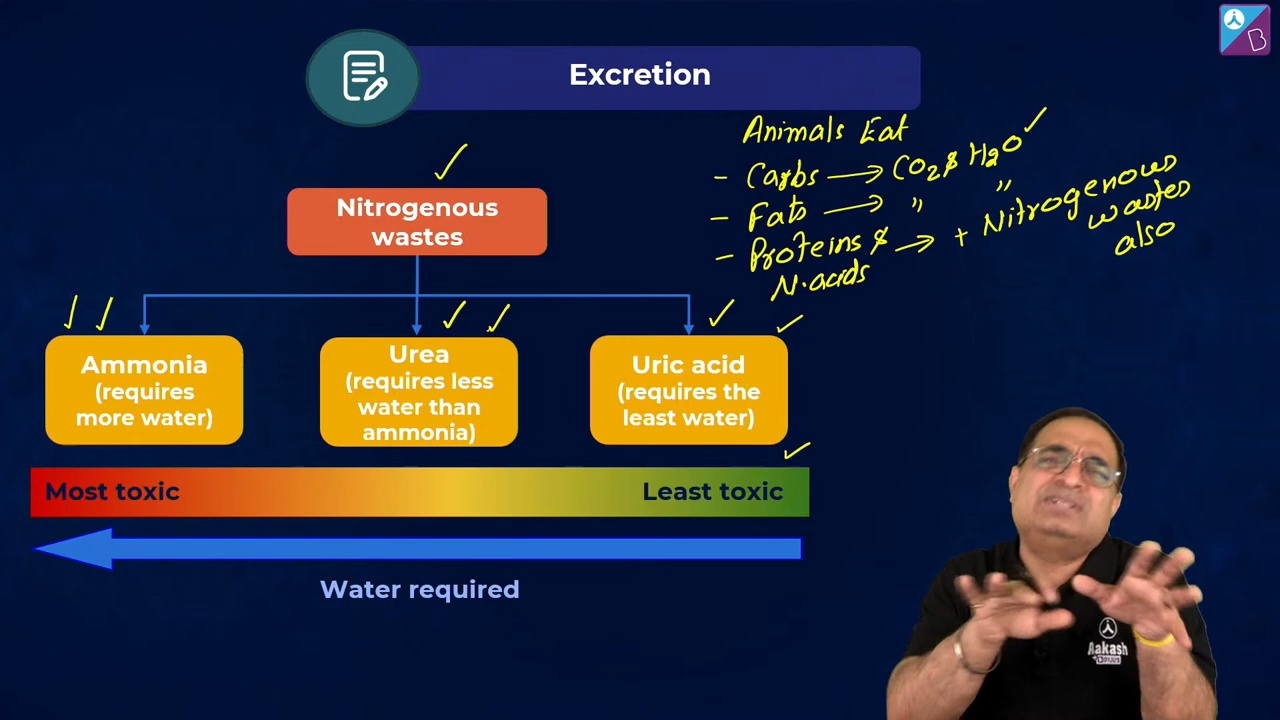 Excretion
Animals Eat
- Carbs → CO2 & H2O ✓
- Fats → " "
- Proteins & → + Nitrogenous
N.acids
wastes
also
Nitrogenous
wastes
Ammonia
(requires
more water)
Urea
(requires less
water than
ammonia)
Uric acid
(requires the
least water)
Most toxic
Least toxic
Water required
Aakash